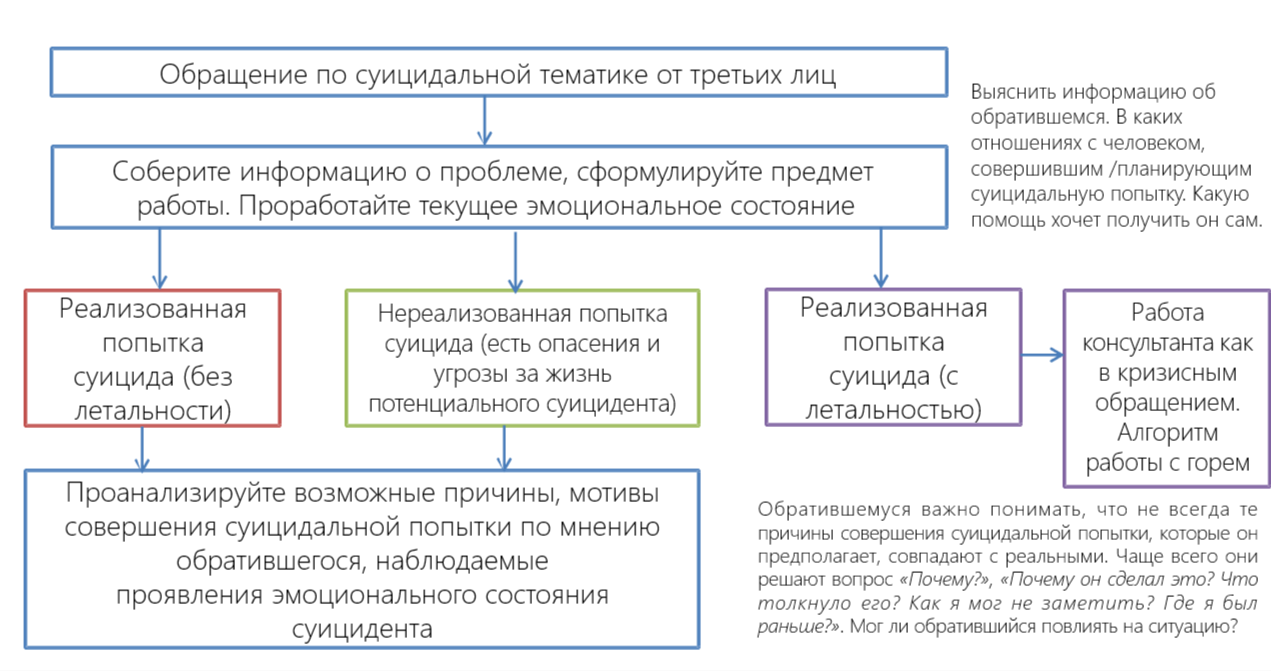 Обращение по суицидальной тематике от третьих лиц
Выяснить информацию об
обратившемся. В каких
отношениях с человеком,
совершившим /планирующим
суицидальную попытку. Какую
помощь хочет получить он сам.
Соберите информацию о проблеме, сформулируйте предмет
работы. Проработайте текущее эмоциональное состояние
Реализованная
попытка
суицида (без
летальности)
Нереализованная попытка
суицида (есть опасения и
угрозы за жизнь
потенциального суицидента)
Реализованная
попытка
суицида (с
летальностью)
Работа
консультанта как
в кризисным
обращением.
Алгоритм
работы с горем
Проанализируйте возможные причины, мотивы
совершения суицидальной попытки по мнению
обратившегося, наблюдаемые
проявления эмоционального состояния
суицидента
Обратившемуся важно понимать, что не всегда те
причины совершения суицидальной попытки, которые он
предполагает, совпадают с реальными. Чаще всего они
решают вопрос «Почему?», «Почему он сделал это? Что
толкнуло его? Как я мог не заметить? Где я был
раньше?». Мог ли обратившийся повлиять на ситуацию?